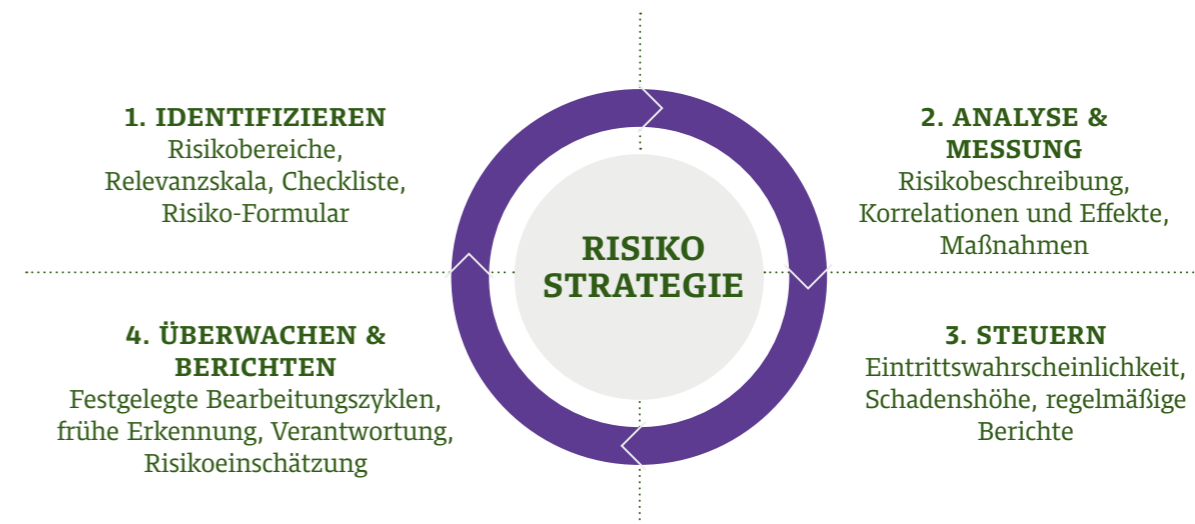 1. IDENTIFIZIEREN
Risikobereiche,
Relevanzskala, Checkliste,
Risiko-Formular
2. ANALYSE &
MESSUNG
Risikobeschreibung,
Korrelationen und Effekte,
Maßnahmen
RISIKO
STRATEGIE
3. STEUERN
Eintrittswahrscheinlichkeit,
Schadenshöhe, regelmäßige
Berichte
4. ÜBERWACHEN &
BERICHTEN
Festgelegte Bearbeitungszyklen,
frühe Erkennung, Verantwortung,
Risikoeinschätzung